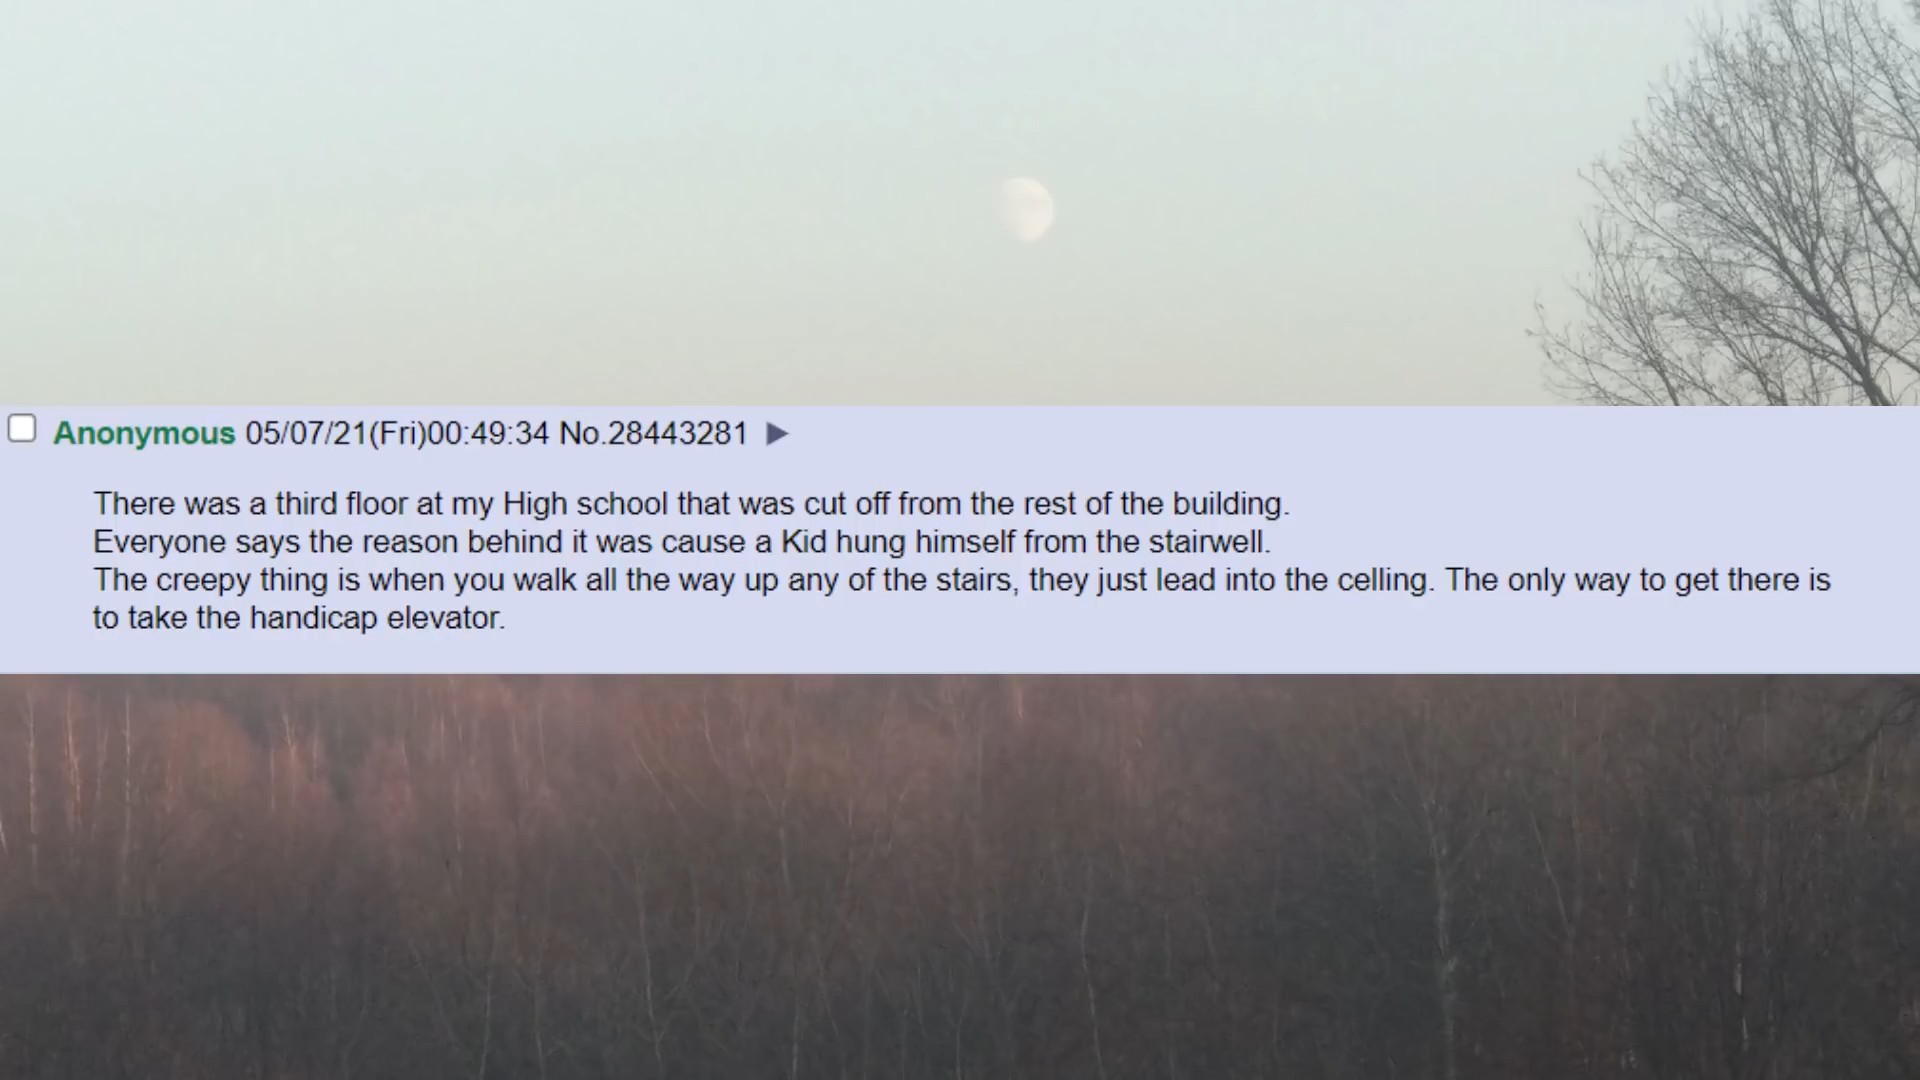 Anonymous 05/07/21(Fri)00:49:34 No.28443281 ▶
There was a third floor at my High school that was cut off from the rest of the building.
Everyone says the reason behind it was cause a Kid hung himself from the stairwell.
The creepy thing is when you walk all the way up any of the stairs, they just lead into the celling. The only way to get there is
to take the handicap elevator.